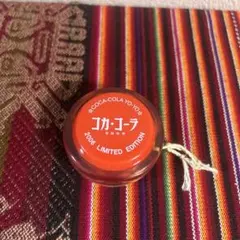 ®COCA-COLA YO-YO®
コカ・コーラ
2006 LIMITED EDITION